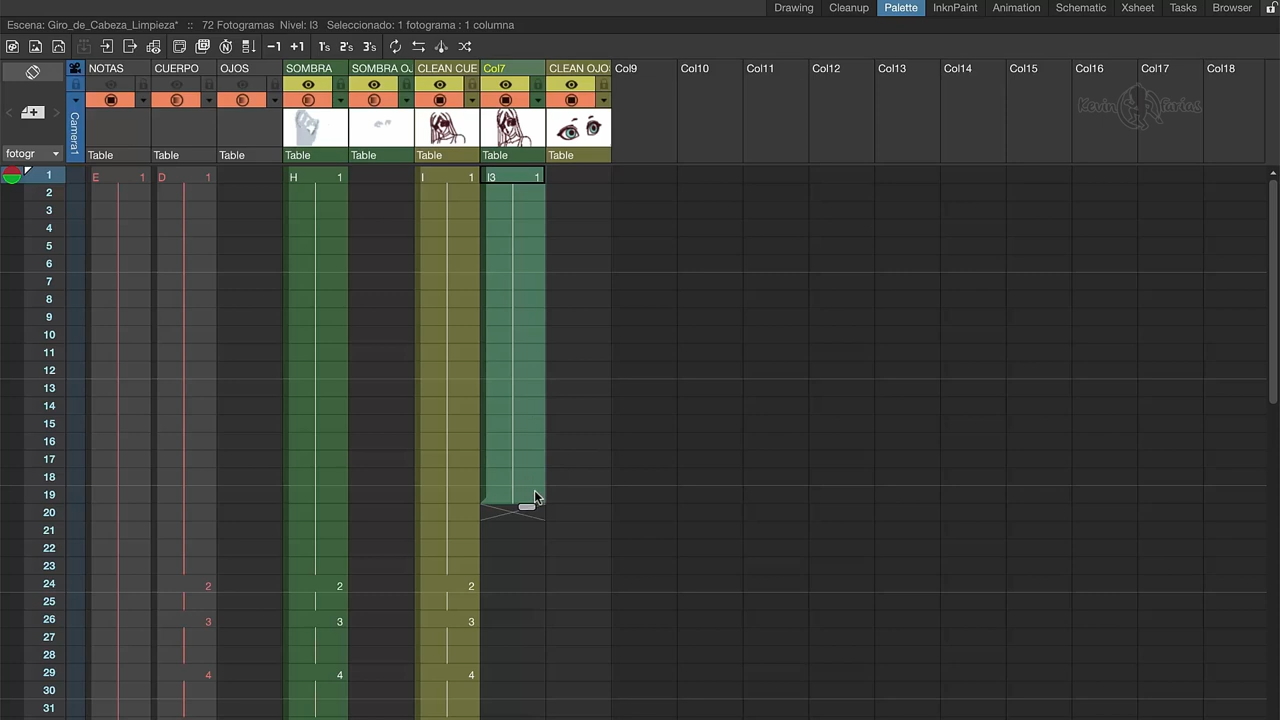 Drawing Cleanup Palette InknPaint Animation Schematic Xsheet Tasks Browser
Escena: Giro_de_Cabeza_Limpieza* :: 72 Fotogramas Nivel: I3 Seleccionado: 1 fotograma : 1 columna
−1 +1 1's 2's 3's
NOTAS CUERPO OJOS SOMBRA SOMBRA OJ. CLEAN CUE Col7 CLEAN OJO Col9 Col10 Col11 Col12 Col13 Col14 Col15 Col16 Col17 Col18
Kevin Farias
Camera1
fotogr Table Table Table Table Table Table Table Table
1 E 1 D 1 H 1 I 1 I3 1
2
3
4
5
6
7
8
9
10
11
12
13
14
15
16
17
18
19
20
21
22
23
24 2 2 2
25
26 3 3 3
27
28
29 4 4 4
30
31